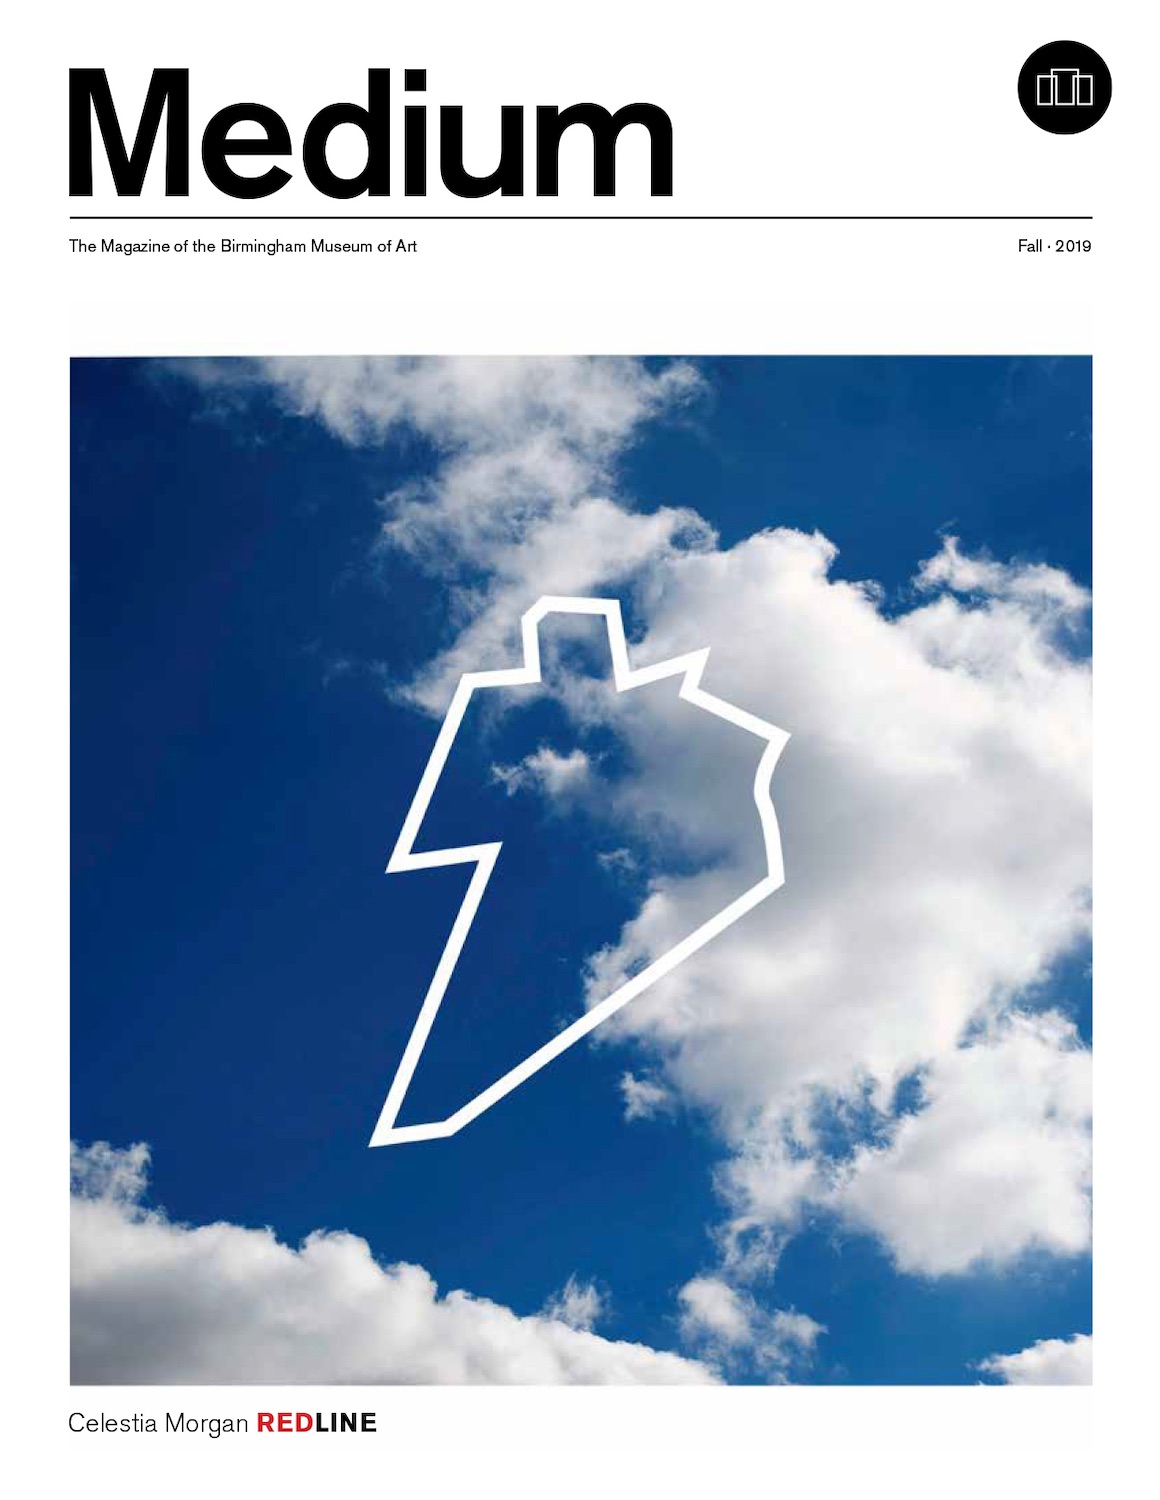 Medium
The Magazine of the Birmingham Museum of Art
Fall · 2019
Celestia Morgan REDLINE